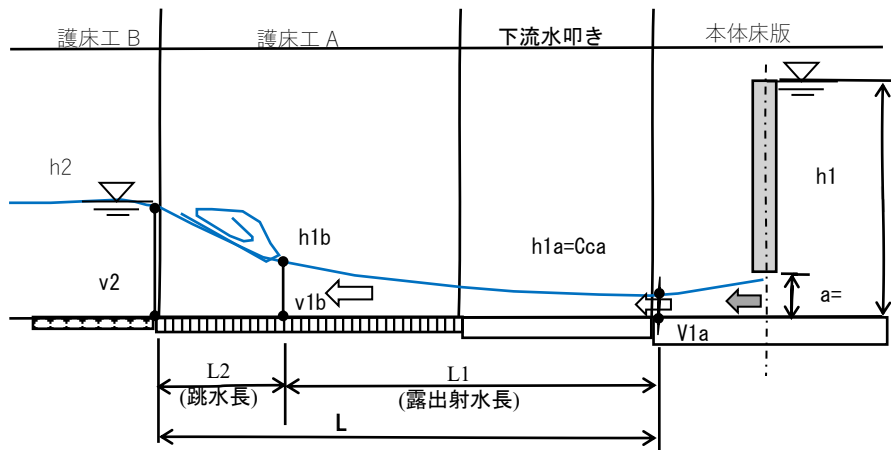 護床工 B
護床工 A
下流水叩き
本体床版
h2
h1
h1b
h1a=Cca
v2
v1b
a=
V1a
L2
(跳水長)
L1
(露出射水長)
L